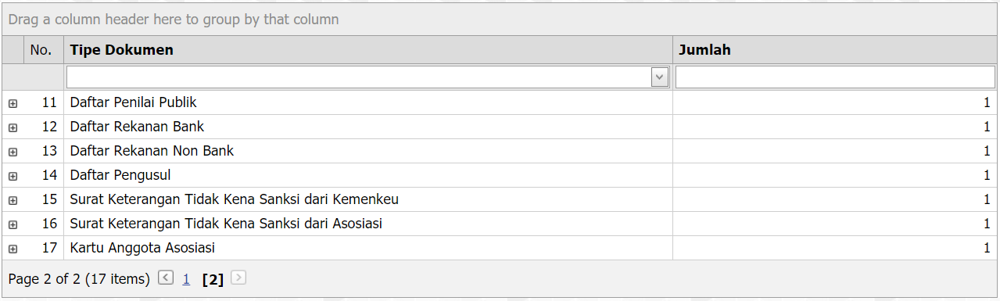 Drag a column header here to group by that column
No. Tipe Dokumen Jumlah
11 Daftar Penilai Publik 1
12 Daftar Rekanan Bank 1
13 Daftar Rekanan Non Bank 1
14 Daftar Pengusul 1
15 Surat Keterangan Tidak Kena Sanksi dari Kemenkeu 1
16 Surat Keterangan Tidak Kena Sanksi dari Asosiasi 1
17 Kartu Anggota Asosiasi 1
Page 2 of 2 (17 items) 1 [2]